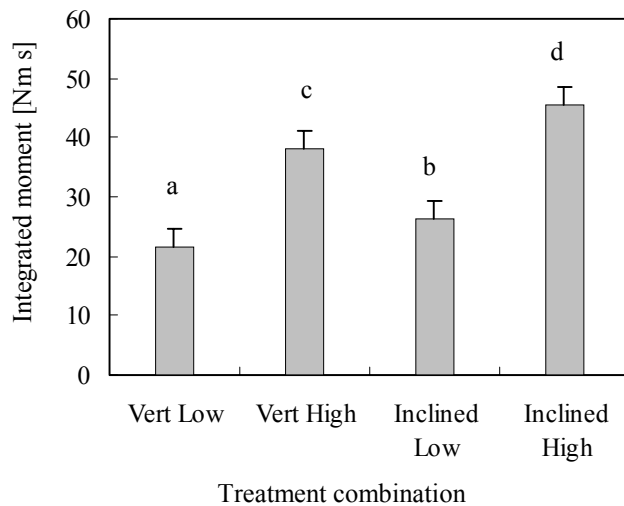 Integrated moment [Nm s]
60
50
40
30
20
10
0
a
c
b
d
Vert Low
Vert High
Inclined
Low
Inclined
High
Treatment combination